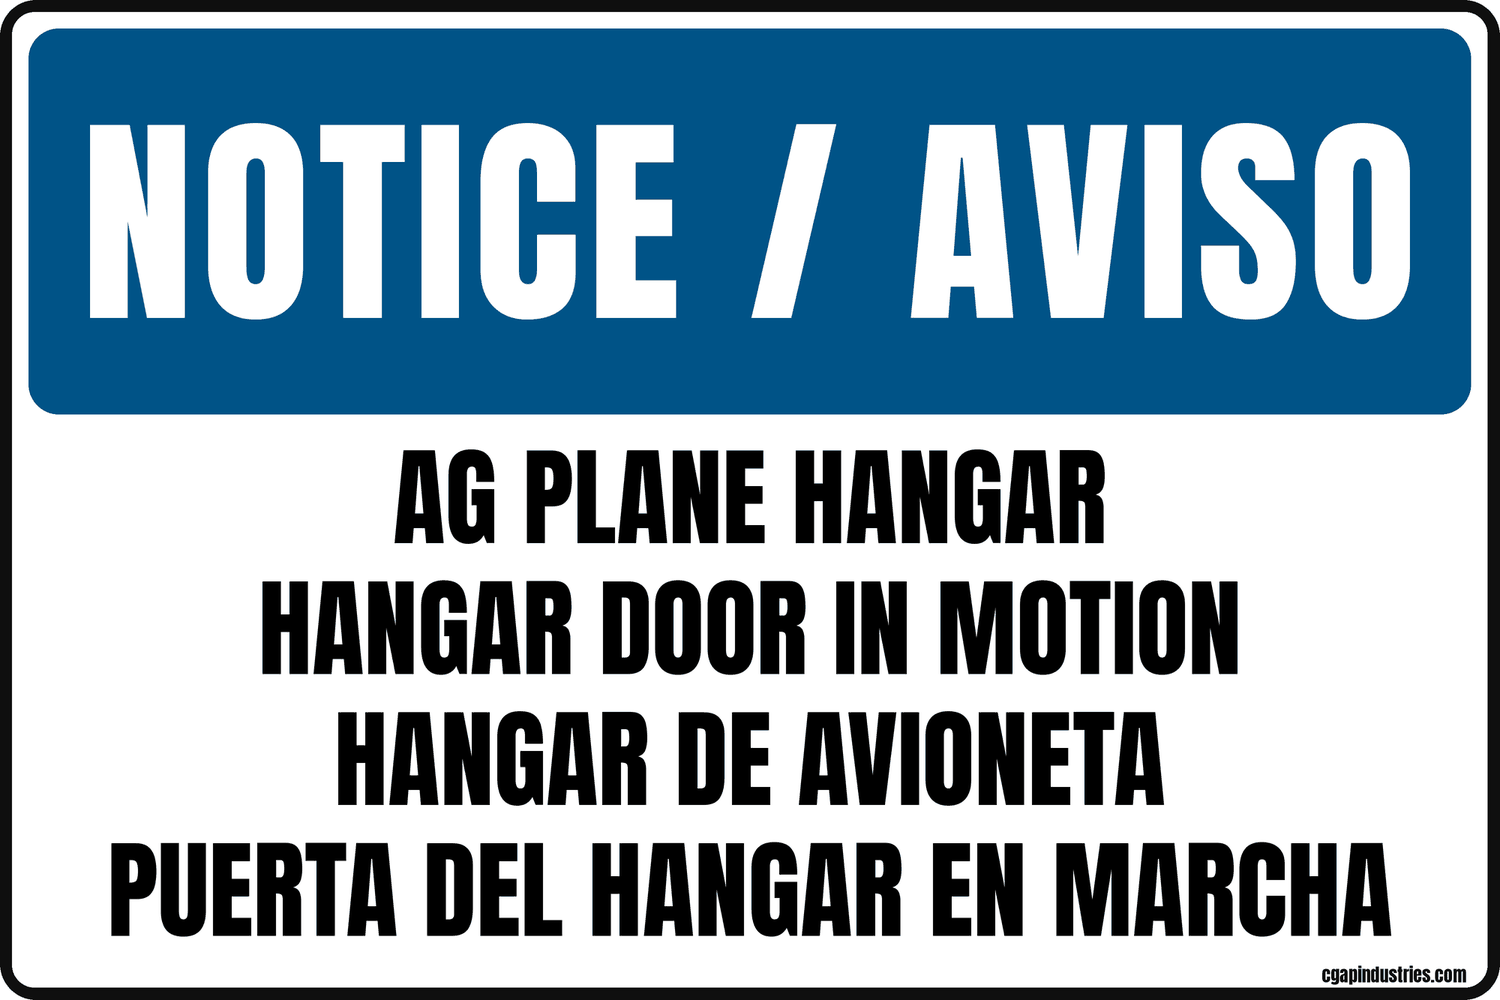 NOTICE / AVISO
AG PLANE HANGAR
HANGAR DOOR IN MOTION
HANGAR DE AVIONETA
PUERTA DEL HANGAR EN MARCHA
cgapindustries.com